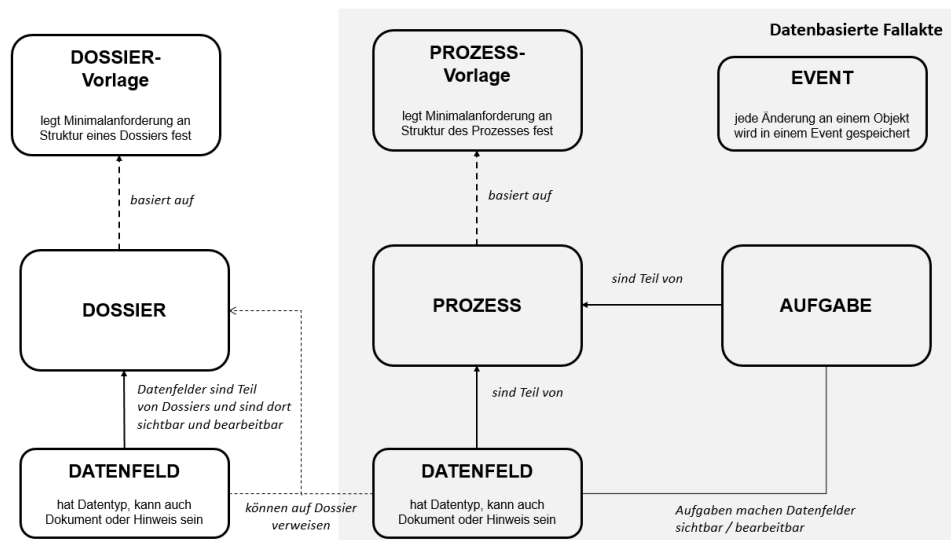 Datenbasierte Fallakte
DOSSIER-
Vorlage
legt Minimalanforderung an
Struktur eines Dossiers fest
PROZESS-
Vorlage
legt Minimalanforderung an
Struktur des Prozesses fest
EVENT
jede Änderung an einem Objekt
wird in einem Event gespeichert
basiert auf
basiert auf
DOSSIER
PROZESS
sind Teil von
AUFGABE
Datenfelder sind Teil
von Dossiers und sind dort
sichtbar und bearbeitbar
sind Teil von
DATENFELD
hat Datentyp, kann auch
Dokument oder Hinweis sein
können auf Dossier
verweisen
DATENFELD
hat Datentyp, kann auch
Dokument oder Hinweis sein
Aufgaben machen Datenfelder
sichtbar / bearbeitbar